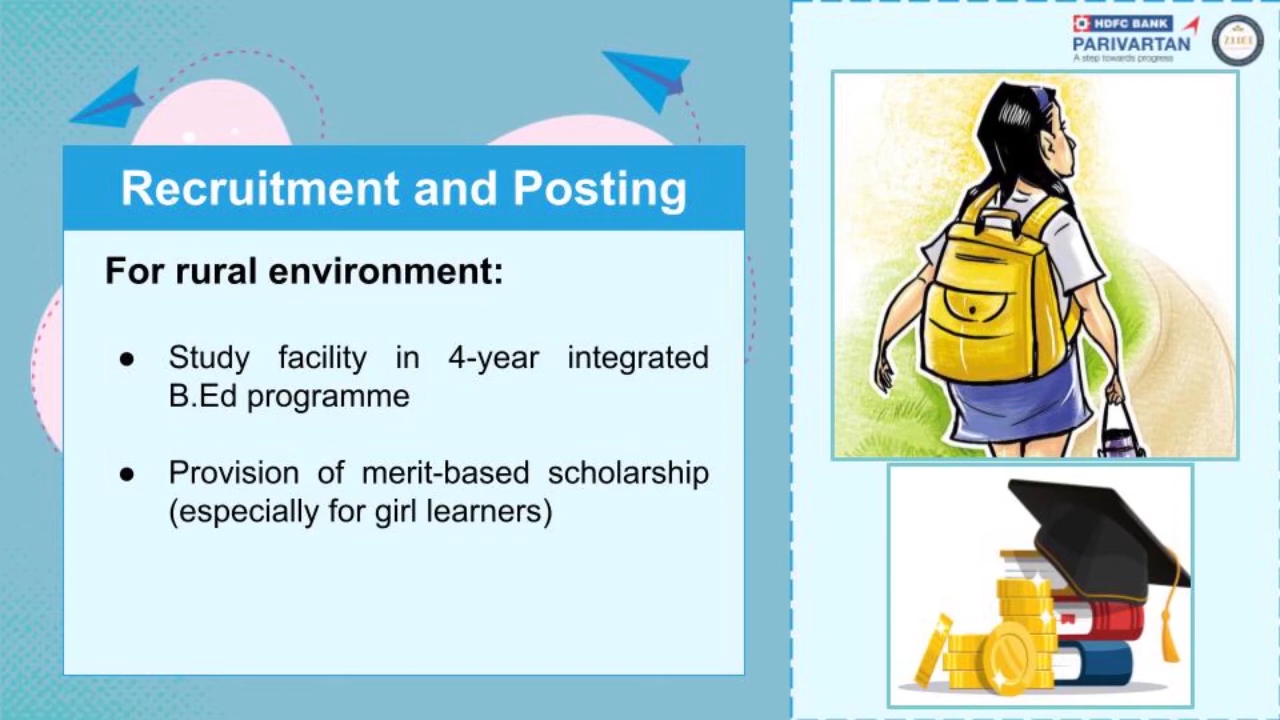 HDFC BANK
PARIVARTAN
A step towards progress
ZIIEI
Recruitment and Posting
For rural environment:
● Study facility in 4-year integrated
B.Ed programme
● Provision of merit-based scholarship
(especially for girl learners)